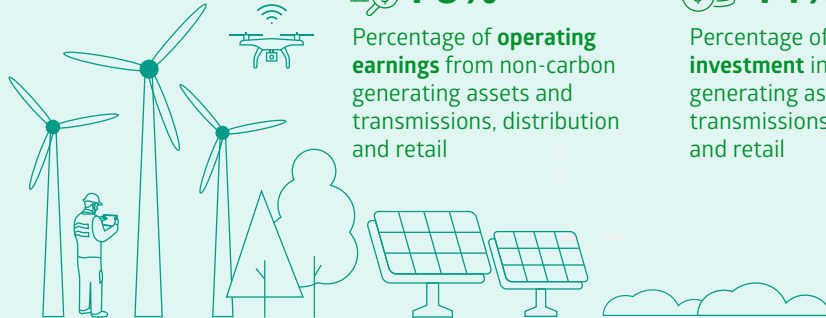 Percentage of operating
earnings from non-carbon
generating assets and
transmissions, distribution
and retail
Percentage of
investment in
generating as
transmissions
and retail